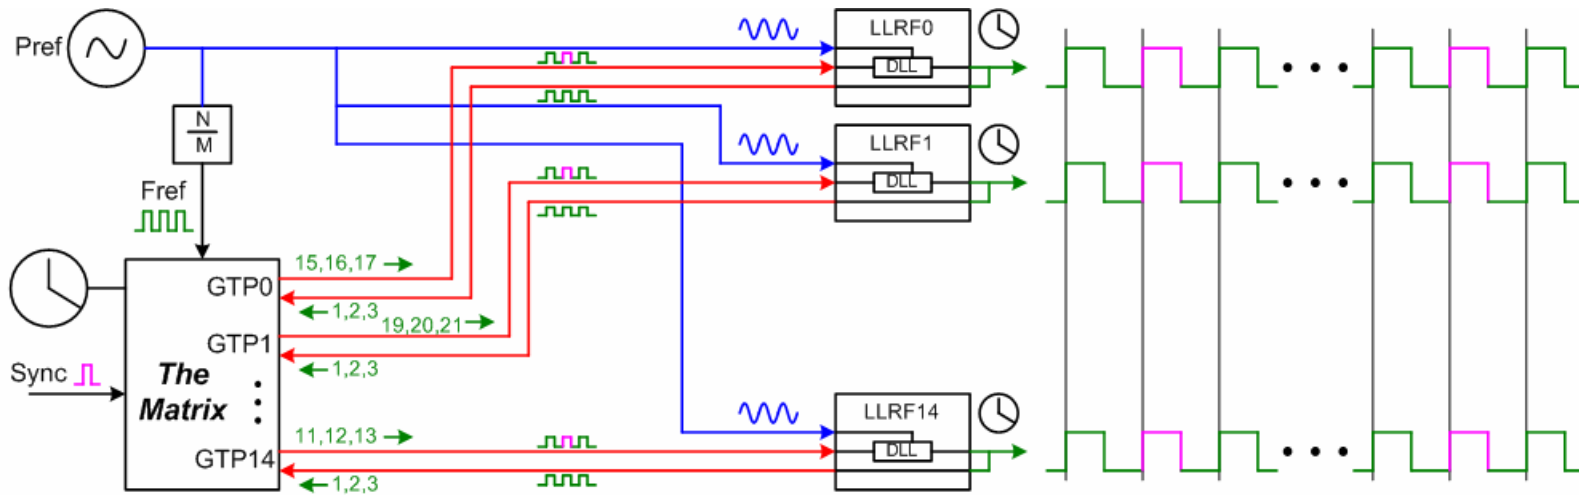 Pref
LLRF0
DLL
N
M
LLRF1
DLL
Fref
15,16,17
GTP0
1,2,3
19,20,21
GTP1
1,2,3
Sync
The
Matrix
LLRF14
DLL
11,12,13
GTP14
1,2,3